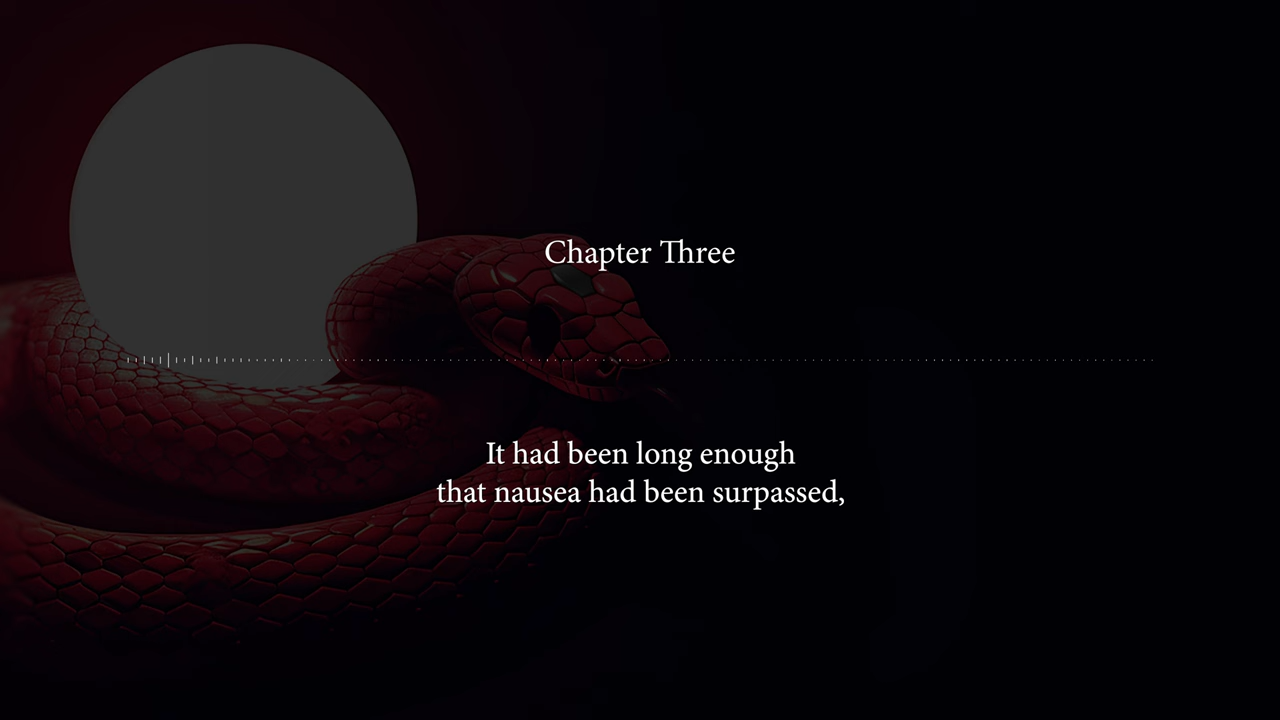 Chapter Three
It had been long enough
that nausea had been surpassed,